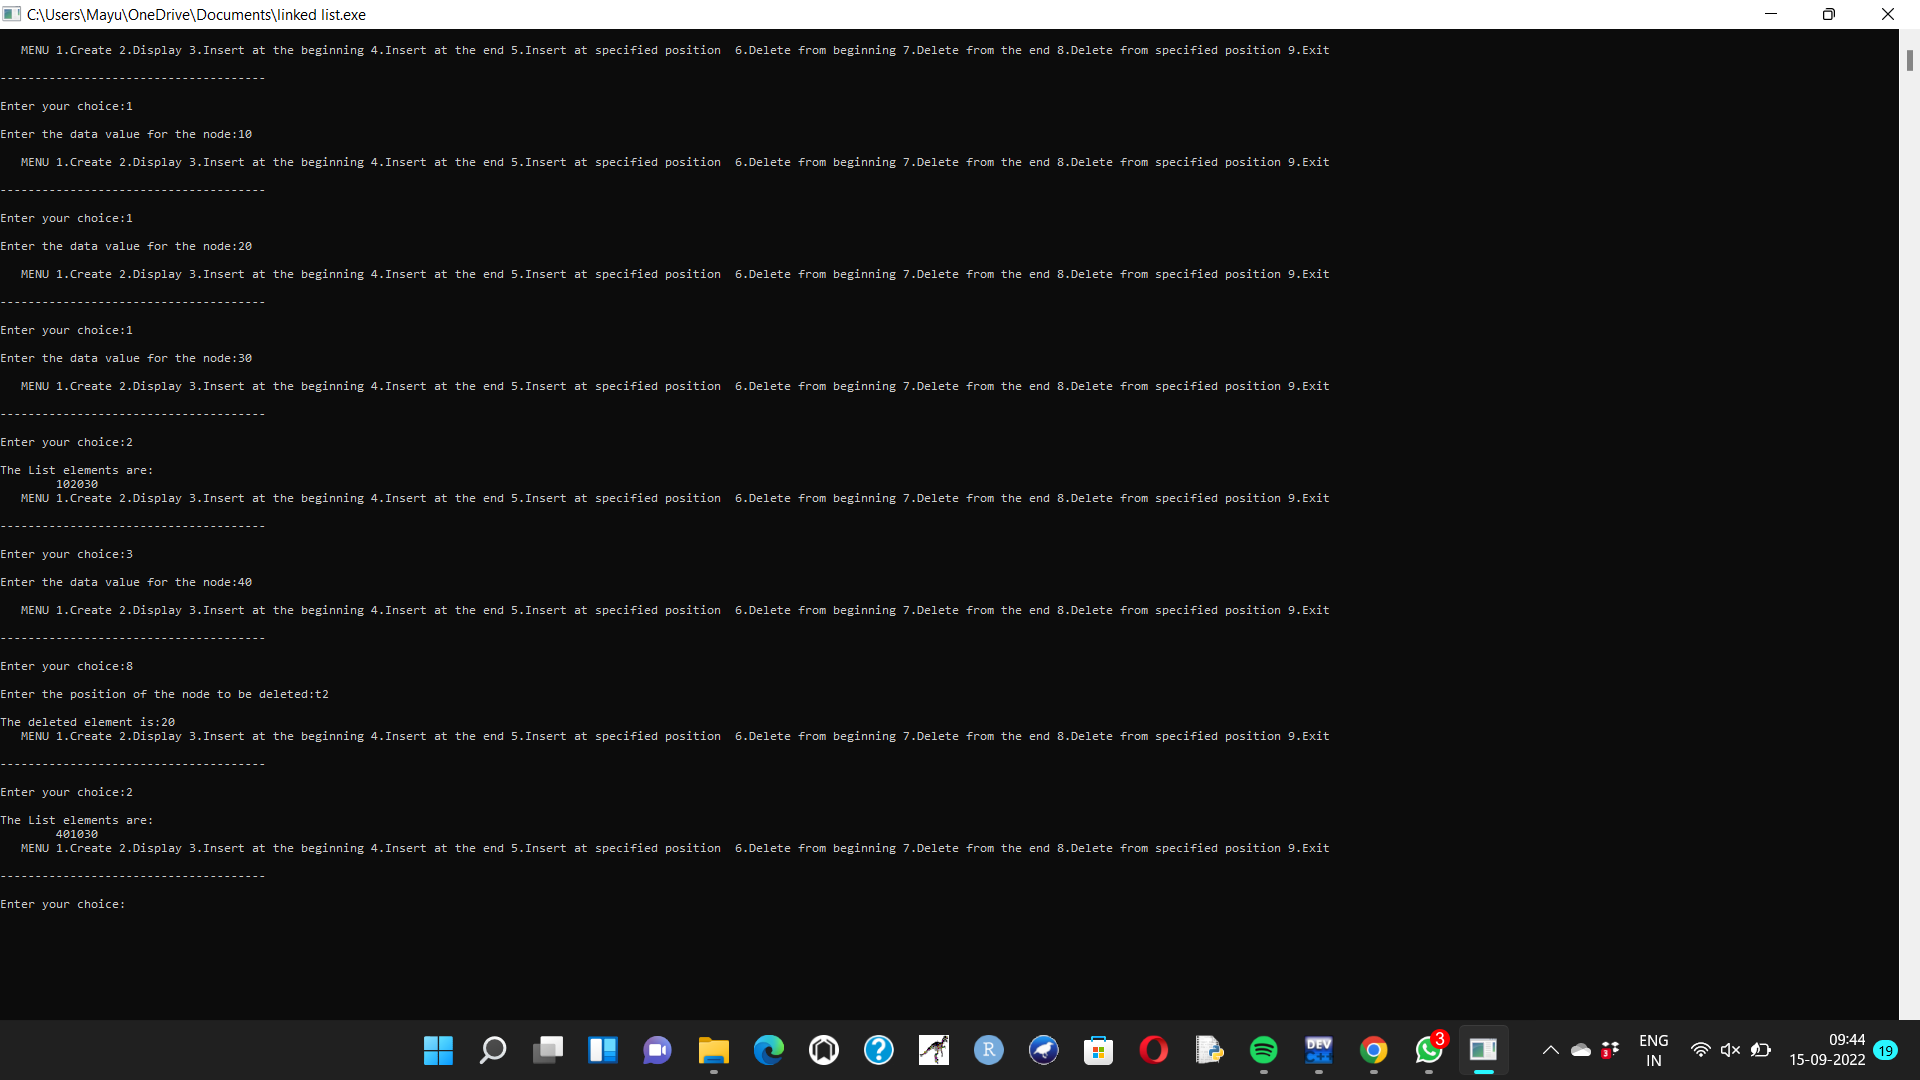 C:\Users\Mayu\OneDrive\Documents\linked list.exe
MENU 1.Create 2.Display 3.Insert at the beginning 4.Insert at the end 5.Insert at specified position  6.Delete from beginning 7.Delete from the end 8.Delete from specified position 9.Exit
--------------------------------------
Enter your choice:1
Enter the data value for the node:10
MENU 1.Create 2.Display 3.Insert at the beginning 4.Insert at the end 5.Insert at specified position  6.Delete from beginning 7.Delete from the end 8.Delete from specified position 9.Exit
--------------------------------------
Enter your choice:1
Enter the data value for the node:20
MENU 1.Create 2.Display 3.Insert at the beginning 4.Insert at the end 5.Insert at specified position  6.Delete from beginning 7.Delete from the end 8.Delete from specified position 9.Exit
--------------------------------------
Enter your choice:1
Enter the data value for the node:30
MENU 1.Create 2.Display 3.Insert at the beginning 4.Insert at the end 5.Insert at specified position  6.Delete from beginning 7.Delete from the end 8.Delete from specified position 9.Exit
--------------------------------------
Enter your choice:2
The List elements are:
102030
MENU 1.Create 2.Display 3.Insert at the beginning 4.Insert at the end 5.Insert at specified position  6.Delete from beginning 7.Delete from the end 8.Delete from specified position 9.Exit
--------------------------------------
Enter your choice:3
Enter the data value for the node:40
MENU 1.Create 2.Display 3.Insert at the beginning 4.Insert at the end 5.Insert at specified position  6.Delete from beginning 7.Delete from the end 8.Delete from specified position 9.Exit
--------------------------------------
Enter your choice:8
Enter the position of the node to be deleted:t2
The deleted element is:20
MENU 1.Create 2.Display 3.Insert at the beginning 4.Insert at the end 5.Insert at specified position  6.Delete from beginning 7.Delete from the end 8.Delete from specified position 9.Exit
--------------------------------------
Enter your choice:2
The List elements are:
401030
MENU 1.Create 2.Display 3.Insert at the beginning 4.Insert at the end 5.Insert at specified position  6.Delete from beginning 7.Delete from the end 8.Delete from specified position 9.Exit
--------------------------------------
Enter your choice:
R
DEV
C++
3
3
ENG
IN
09:44
15-09-2022
19